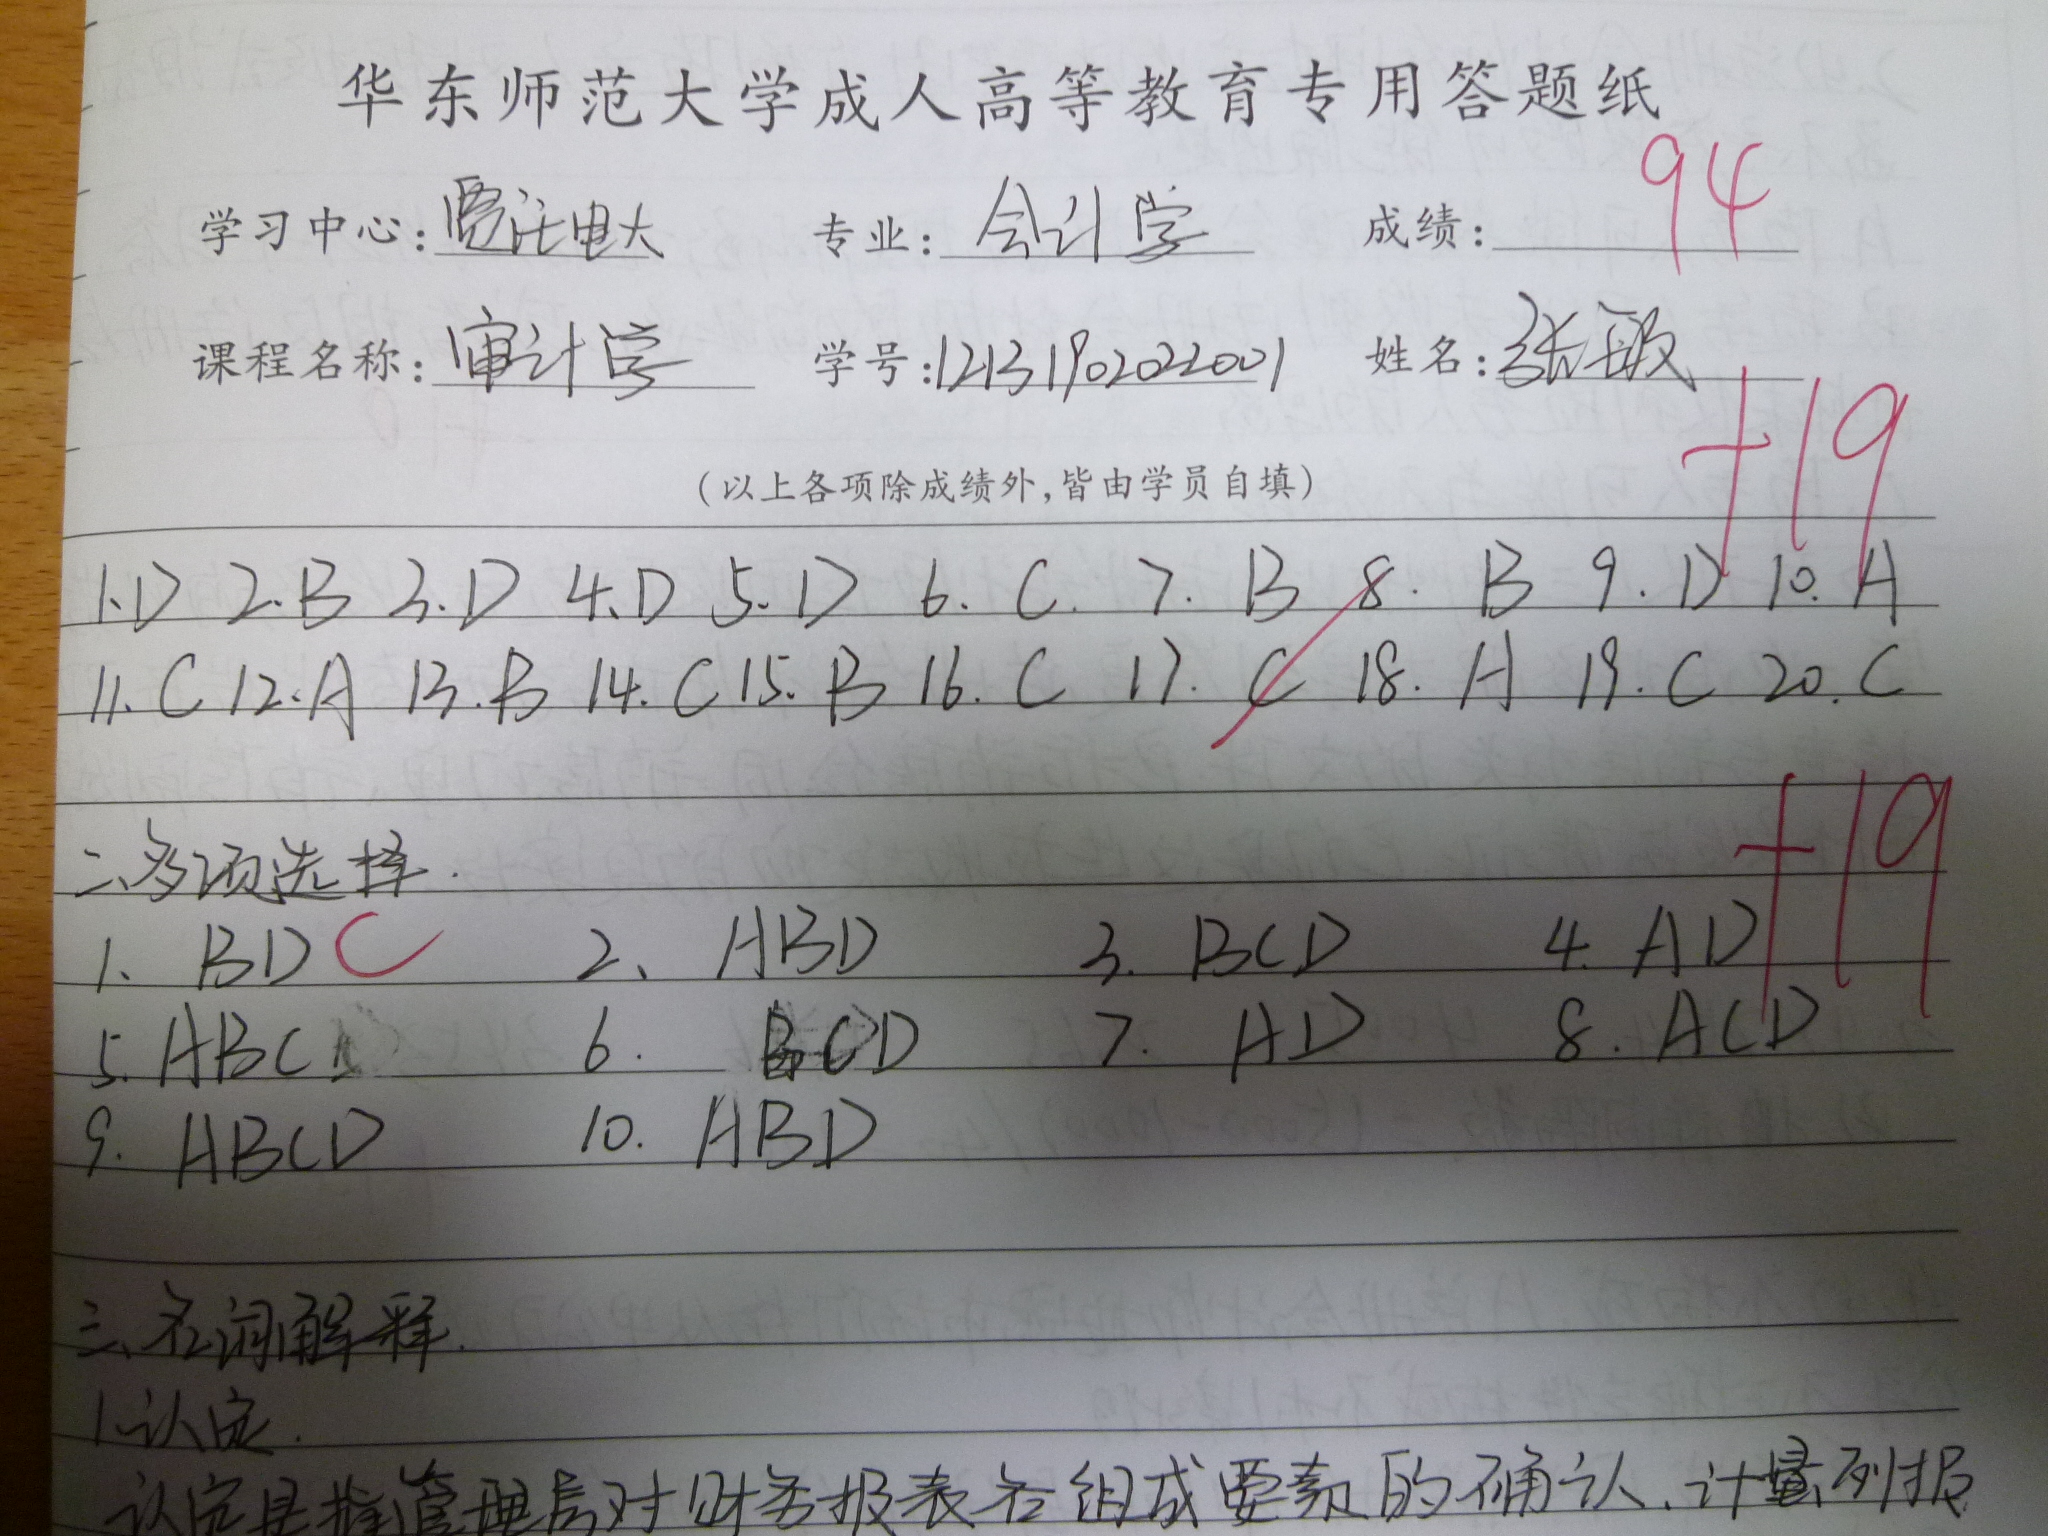 华东师范大学成人高等教育专用答题纸
学习中心：贾汪电大 专业：会计学 成绩：94
课程名称：审计学 学号：12131902022001 姓名：张敏
+19
（以上各项除成绩外，皆由学员自填）
1.D 2.B 3.D 4.D 5.D 6.C. 7.B 8.B 9.D 10.A
11.C 12.A 13.B 14.C 15.B 16.C 17.C 18.A 19.C 20.C
+19
二、多项选择.
1、BD C 2、ABD 3.BCD 4.AD
5.ABC 6.BCD 7.AD 8.ACD
9.ABCD 10.ABD
三、名词解释.
1.认定.
认定是指管理层对财务报表各组成要素的确认、计量、列报